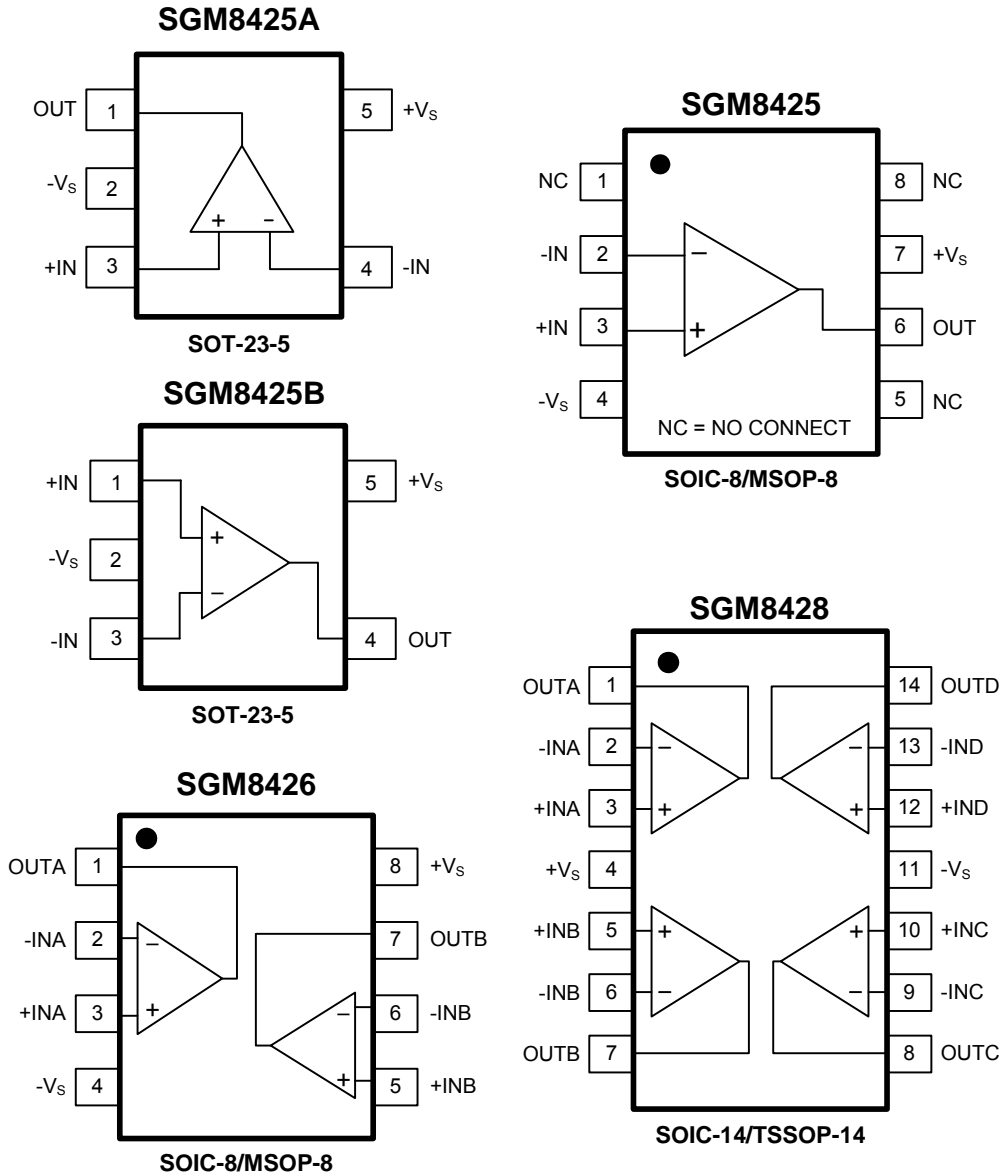 SGM8425A
OUT 1 5 +VS
-VS 2
+IN 3 + - 4 -IN
SOT-23-5
SGM8425B
+IN 1 5 +VS
+
-VS 2
−
-IN 3 4 OUT
SOT-23-5
SGM8426
OUTA 1 8 +VS
-INA 2 − 7 OUTB
+INA 3 + − 6 -INB
-VS 4 + 5 +INB
SOIC-8/MSOP-8
SGM8425
NC 1 8 NC
-IN 2 − 7 +VS
+IN 3 + 6 OUT
-VS 4 5 NC
NC = NO CONNECT
SOIC-8/MSOP-8
SGM8428
OUTA 1 14 OUTD
-INA 2 − − 13 -IND
+INA 3 + + 12 +IND
+VS 4 11 -VS
+INB 5 + + 10 +INC
-INB 6 − − 9 -INC
OUTB 7 8 OUTC
SOIC-14/TSSOP-14